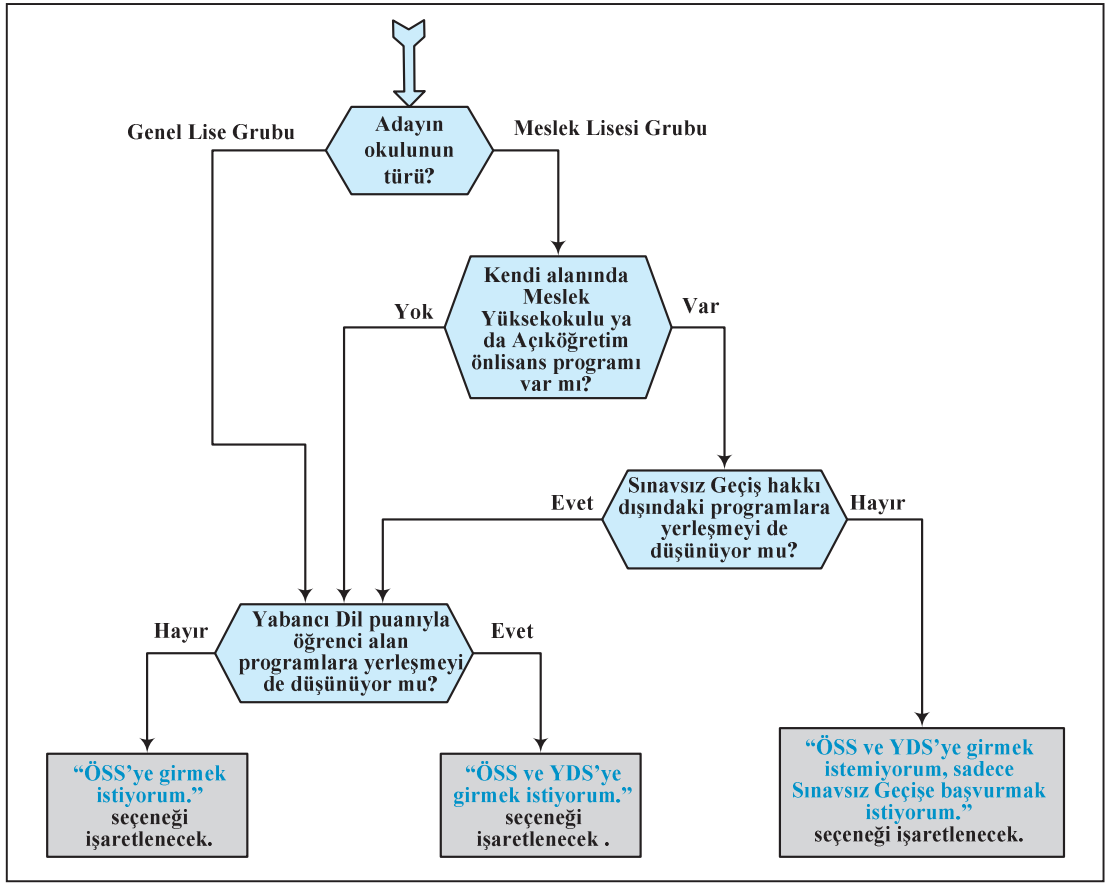 Adayın
okulunun
türü?
Genel Lise Grubu
Meslek Lisesi Grubu
Kendi alanında
Meslek
Yüksekokulu ya
da Açıköğretim
önlisans programı
var mı?
Yok
Var
Sınavsız Geçiş hakkı
dışındaki programlara
yerleşmeyi de
düşünüyor mu?
Evet
Hayır
Yabancı Dil puanıyla
öğrenci alan
programlara yerleşmeyi
de düşünüyor mu?
Hayır
Evet
“ÖSS’ye girmek
istiyorum.”
seçeneği
işaretlenecek.
“ÖSS ve YDS’ye
girmek istiyorum.”
seçeneği
işaretlenecek .
“ÖSS ve YDS’ye girmek
istemiyorum, sadece
Sınavsız Geçişe başvurmak
istiyorum.”
seçeneği işaretlenecek.